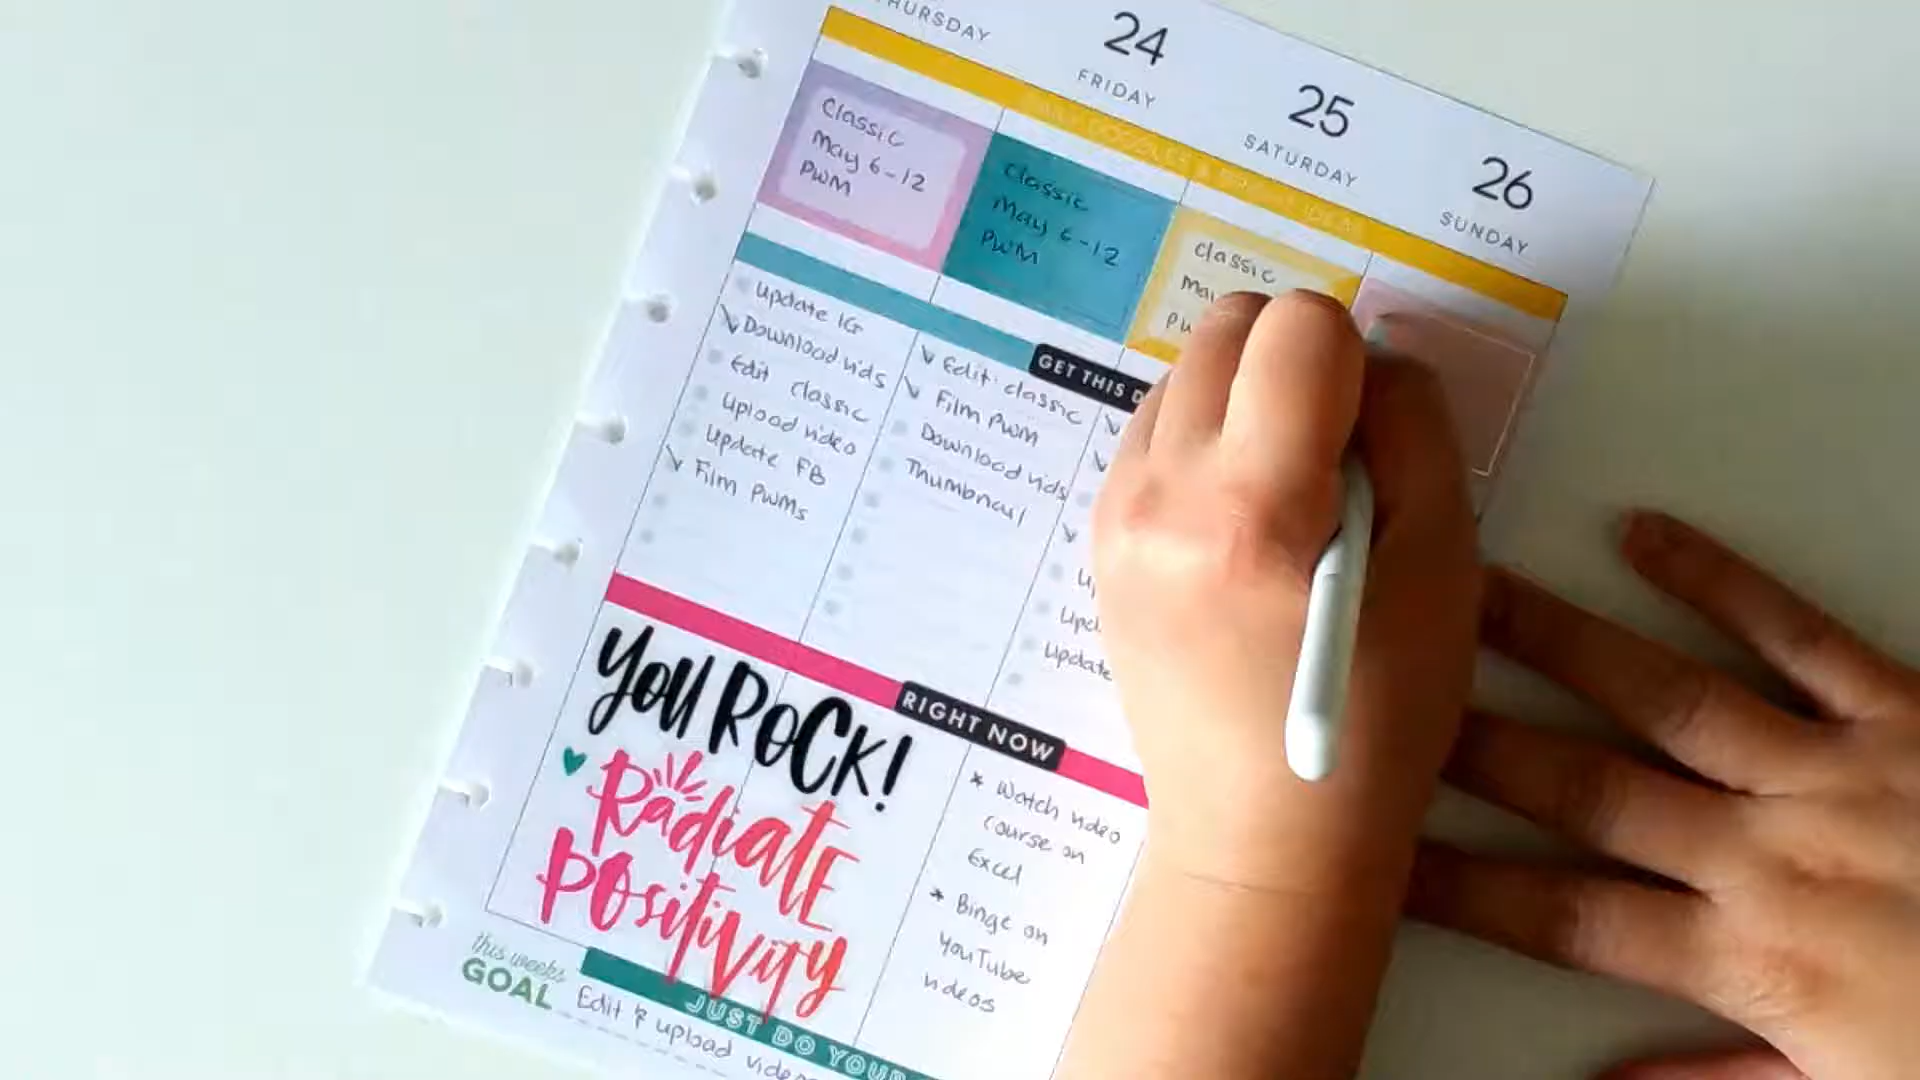 THURSDAY
24
FRIDAY
25
SATURDAY
26
SUNDAY
Classic
May 6-12
PWM
Classic
May 6-12
PWM
Classic
Update IG
Download vids
Edit Classic
Upload video
Update FB
Film PWMs
GET THIS
Edit: classic
Film PWM
Download vids
Thumbnail
Update
YOU ROCK!
RADIATE
POSITIVITY
RIGHT NOW
* Watch video
course on
Excel
* Binge on
YouTube
videos
this weeks
GOAL
JUST DO YOUR
Edit & upload videos